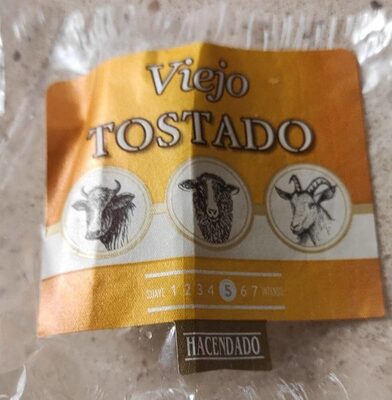 Viejo
TOSTADO
SUAVE 1 2 3 4 5 6 7 INTENSO
HACENDADO